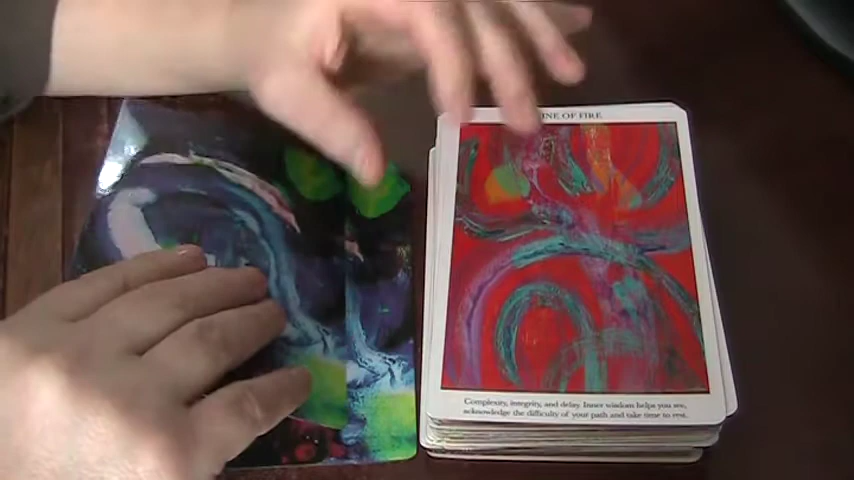 NINE OF FIRE
Complexity, integrity, and delay. Inner wisdom helps you see,
acknowledge the difficulty of your path and take time to rest.